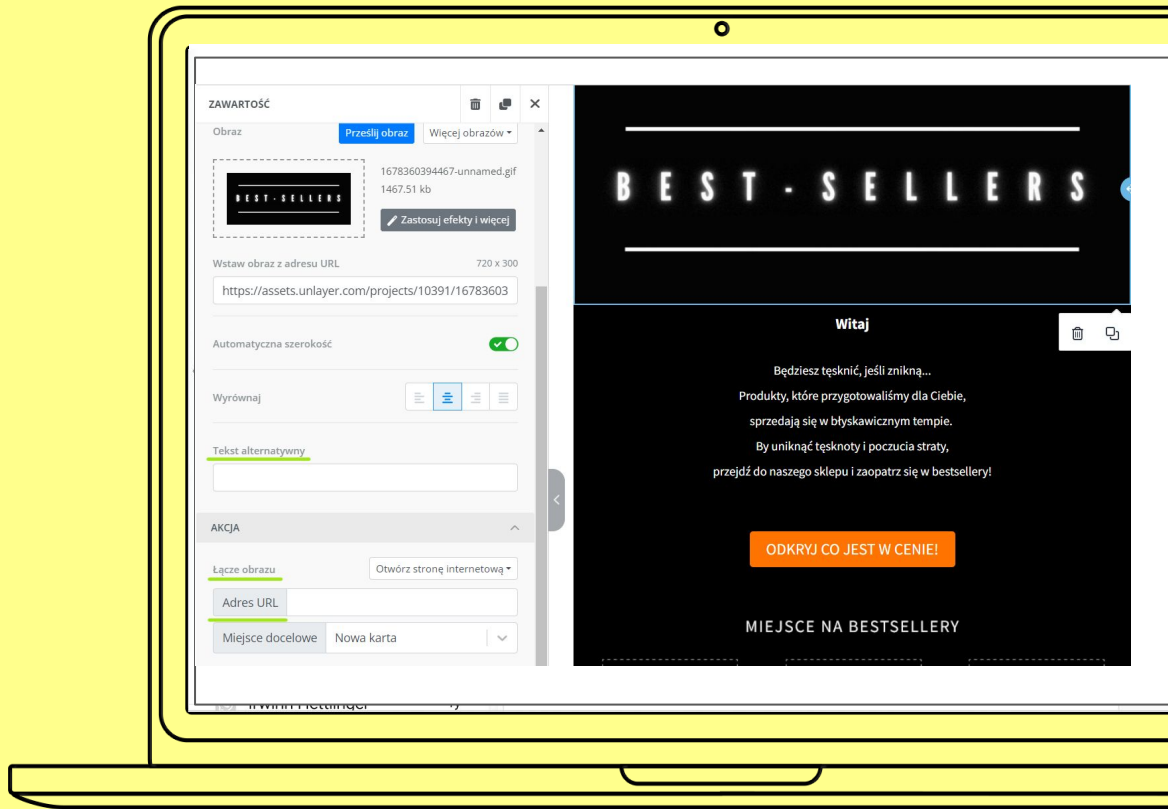 ZAWARTOŚĆ
Obraz
Prześlij obraz
Więcej obrazów
BEST-SELLERS
1678360394467-unnamed.gif
1467.51 kb
Zastosuj efekty i więcej
Wstaw obraz z adresu URL
720 x 300
https://assets.unlayer.com/projects/10391/16783603
Automatyczna szerokość
Wyrównaj
Tekst alternatywny
AKCJA
Łącze obrazu
Otwórz stronę internetową
Adres URL
Miejsce docelowe
Nowa karta
BEST-SELLERS
Witaj
Będziesz tęsknić, jeśli znikną...
Produkty, które przygotowaliśmy dla Ciebie,
sprzedają się w błyskawicznym tempie.
By uniknąć tęsknoty i poczucia straty,
przejdź do naszego sklepu i zaopatrz się w bestsellery!
ODKRYJ CO JEST W CENIE!
MIEJSCE NA BESTSELLERY